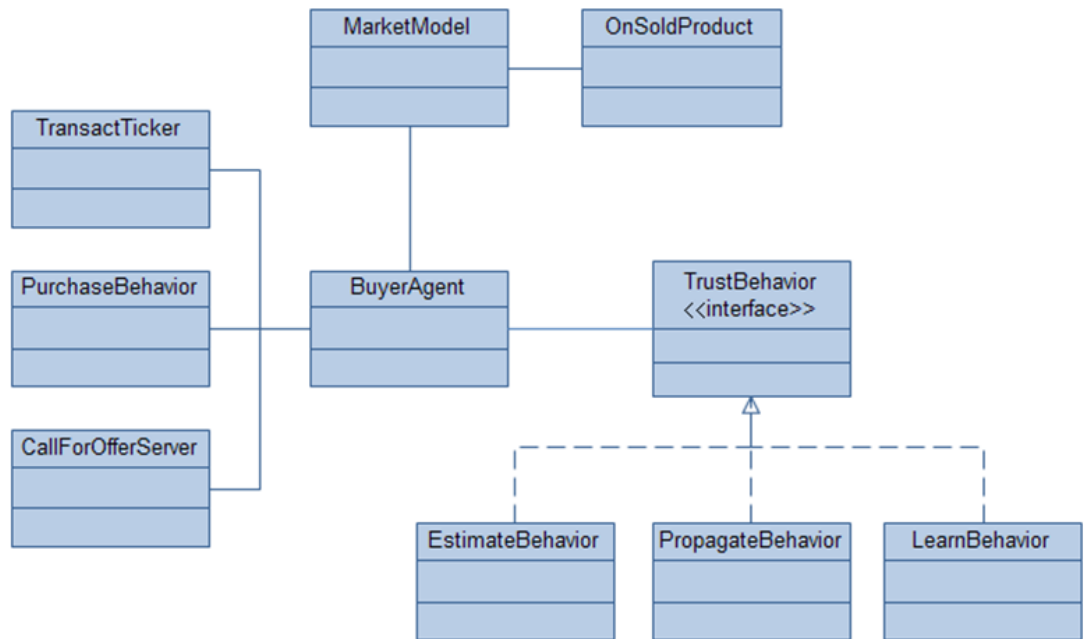 MarketModel
OnSoldProduct
TransactTicker
PurchaseBehavior
BuyerAgent
TrustBehavior
<<interface>>
CallForOfferServer
EstimateBehavior
PropagateBehavior
LearnBehavior